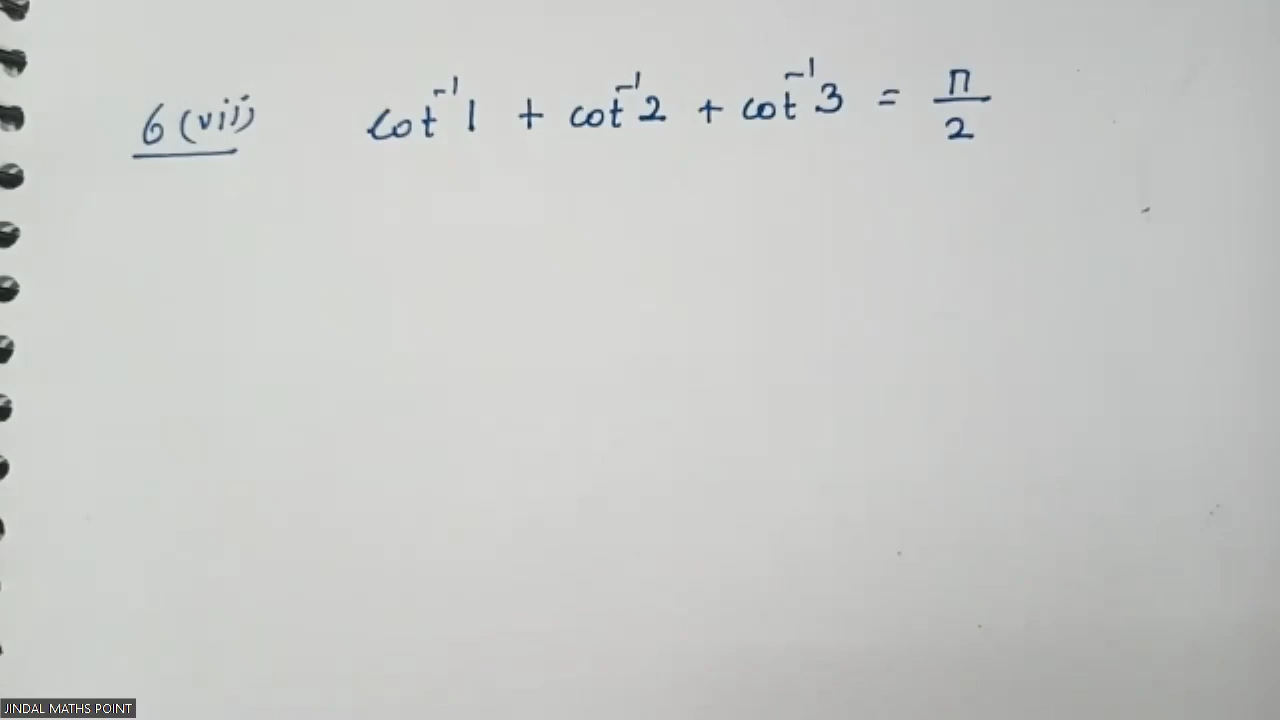 6 (vii) cot⁻¹ 1 + cot⁻¹ 2 + cot⁻¹ 3 = π/2
JINDAL MATHS POINT